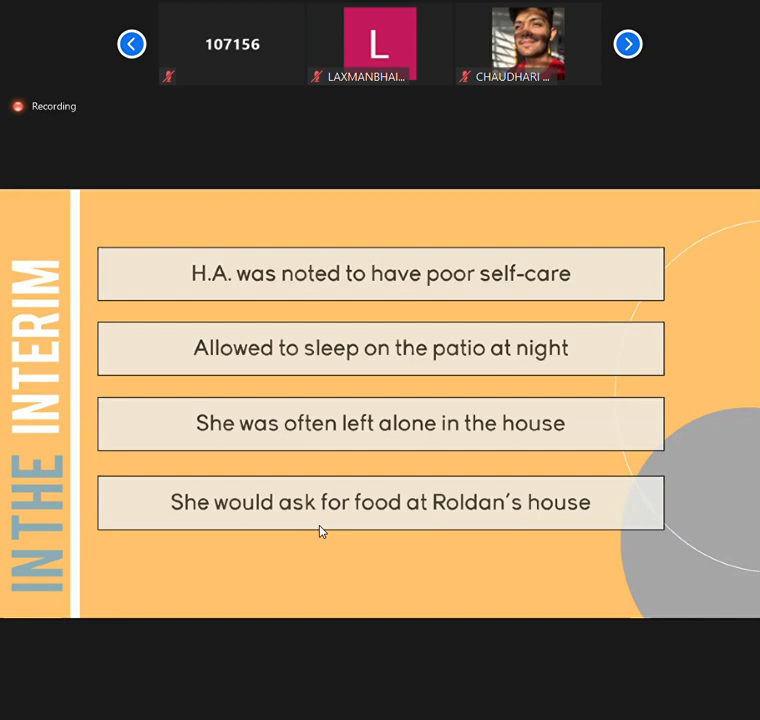 107156
L
LAXMANBHAI...
CHAUDHARI ...
Recording
IN THE INTERIM
H.A. was noted to have poor self-care
Allowed to sleep on the patio at night
She was often left alone in the house
She would ask for food at Roldan's house